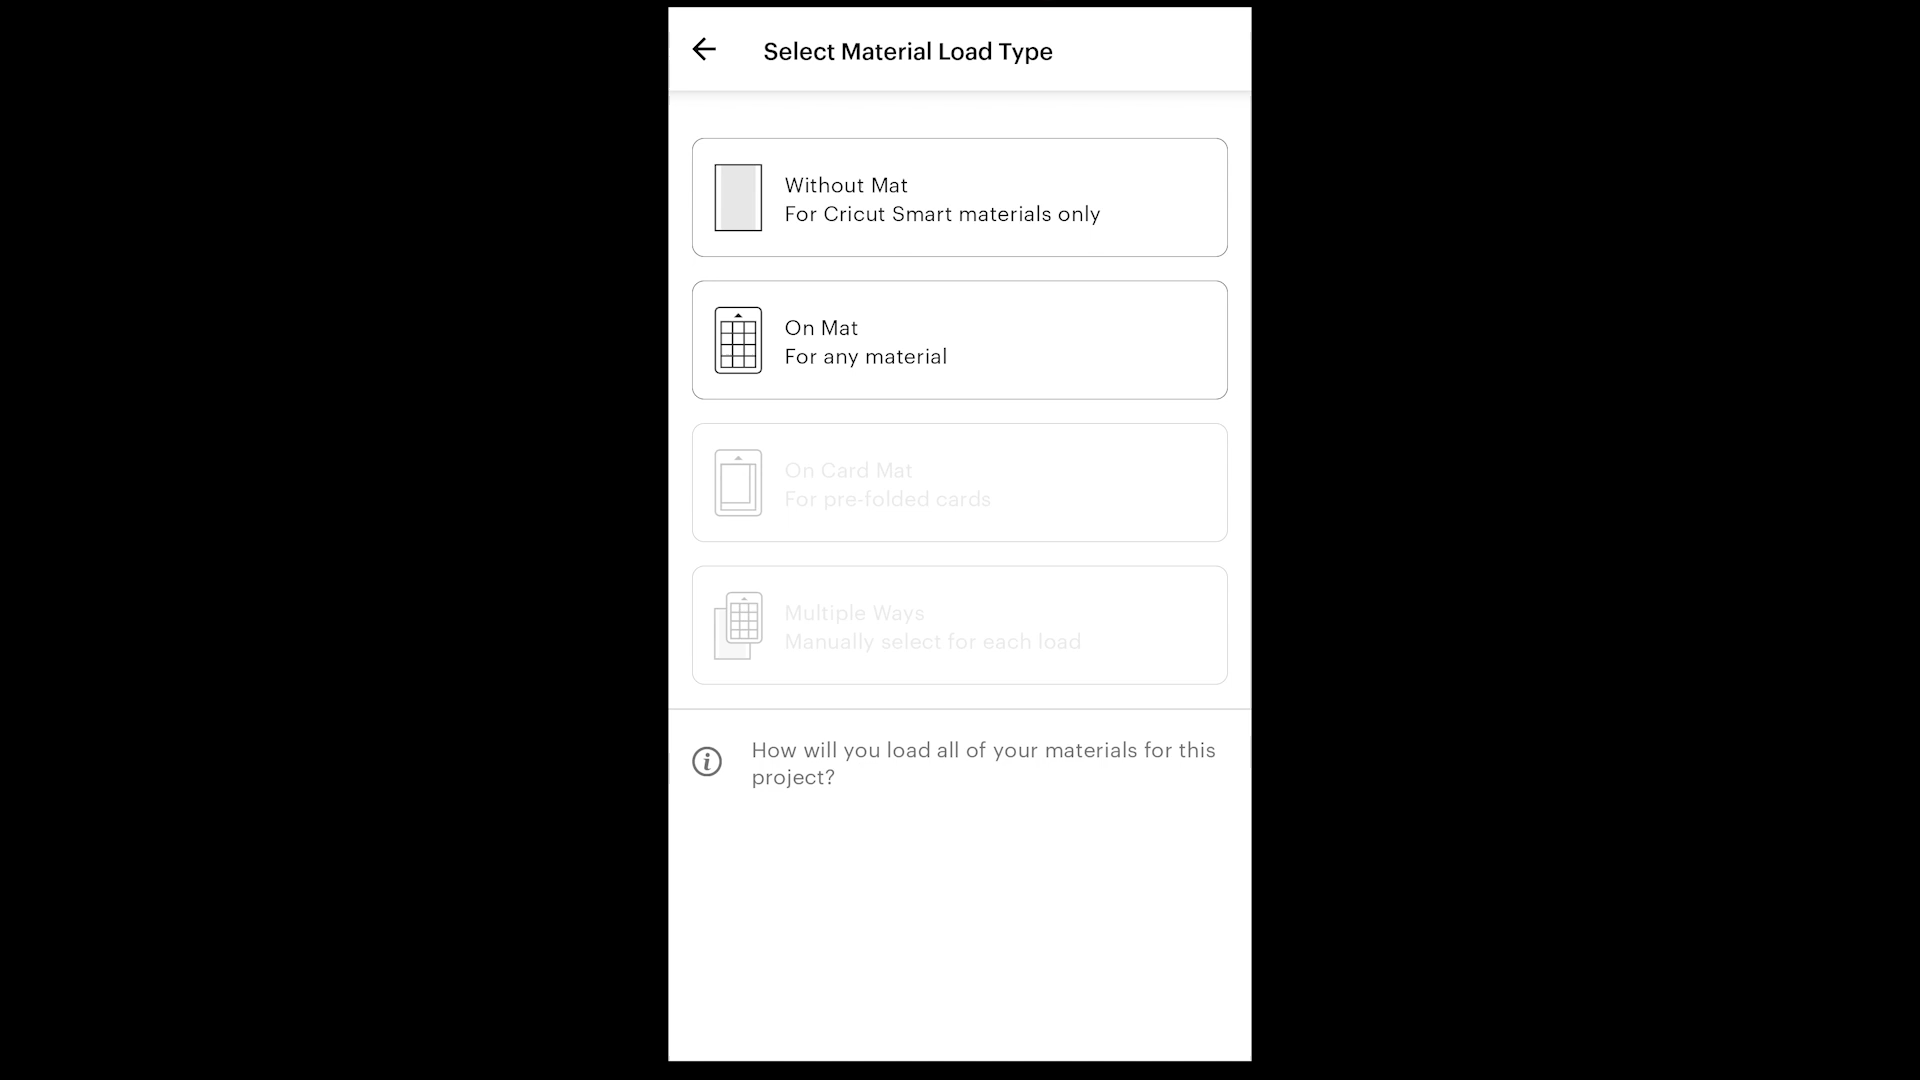 Select Material Load Type
Without Mat
For Cricut Smart materials only
On Mat
For any material
On Card Mat
For pre-folded cards
Multiple Ways
Manually select for each load
How will you load all of your materials for this
project?